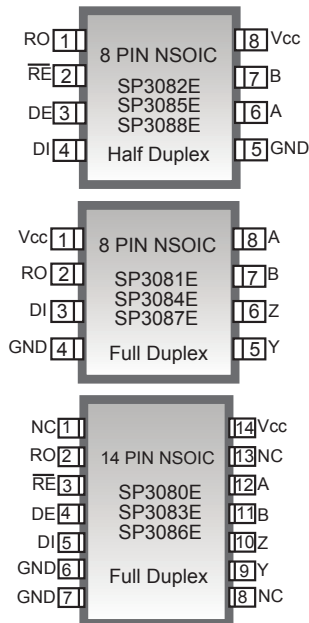 RO 1 8 Vcc
8 PIN NSOIC
RE 2 7 B
SP3082E
DE 3 SP3085E 6 A
SP3088E
DI 4 Half Duplex 5 GND
Vcc 1 8 A
8 PIN NSOIC
RO 2 7 B
SP3081E
DI 3 SP3084E 6 Z
SP3087E
GND 4 Full Duplex 5 Y
NC 1 14 Vcc
RO 2 14 PIN NSOIC 13 NC
RE 3 SP3080E 12 A
DE 4 SP3083E 11 B
DI 5 SP3086E 10 Z
GND 6 Full Duplex 9 Y
GND 7 8 NC